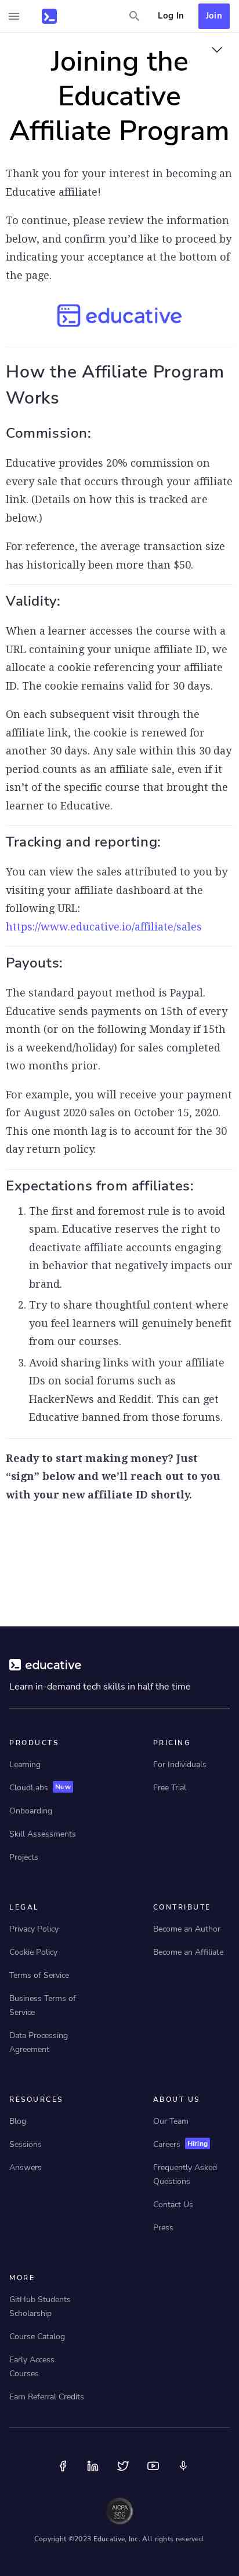 Log In
Join
Joining the
Educative
Affiliate Program
Thank you for your interest in becoming an
Educative affiliate!
To continue, please review the information
below, and confirm you’d like to proceed by
indicating your acceptance at the bottom of
the page.
educative
How the Affiliate Program
Works
Commission:
Educative provides 20% commission on
every sale that occurs through your affiliate
link. (Details on how this is tracked are
below.)
For reference, the average transaction size
has historically been more than $50.
Validity:
When a learner accesses the course with a
URL containing your unique affiliate ID, we
allocate a cookie referencing your affiliate
ID. The cookie remains valid for 30 days.
On each subsequent visit through the
affiliate link, the cookie is renewed for
another 30 days. Any sale within this 30 day
period counts as an affiliate sale, even if it
isn’t of the specific course that brought the
learner to Educative.
Tracking and reporting:
You can view the sales attributed to you by
visiting your affiliate dashboard at the
following URL:
https://www.educative.io/affiliate/sales
Payouts:
The standard payout method is Paypal.
Educative sends payments on 15th of every
month (or on the following Monday if 15th
is a weekend/holiday) for sales completed
two months prior.
For example, you will receive your payment
for August 2020 sales on October 15, 2020.
This one month lag is to account for the 30
day return policy.
Expectations from affiliates:
1. The first and foremost rule is to avoid
spam. Educative reserves the right to
deactivate affiliate accounts engaging
in behavior that negatively impacts our
brand.
2. Try to share thoughtful content where
you feel learners will genuinely benefit
from our courses.
3. Avoid sharing links with your affiliate
IDs on social forums such as
HackerNews and Reddit. This can get
Educative banned from those forums.
Ready to start making money? Just
“sign” below and we’ll reach out to you
with your new affiliate ID shortly.
educative
Learn in-demand tech skills in half the time
PRODUCTS
Learning
CloudLabs New
Onboarding
Skill Assessments
Projects
PRICING
For Individuals
Free Trial
LEGAL
Privacy Policy
Cookie Policy
Terms of Service
Business Terms of
Service
Data Processing
Agreement
CONTRIBUTE
Become an Author
Become an Affiliate
RESOURCES
Blog
Sessions
Answers
ABOUT US
Our Team
Careers Hiring
Frequently Asked
Questions
Contact Us
Press
MORE
GitHub Students
Scholarship
Course Catalog
Early Access
Courses
Earn Referral Credits
AICPA
SOC
Copyright ©2023 Educative, Inc. All rights reserved.